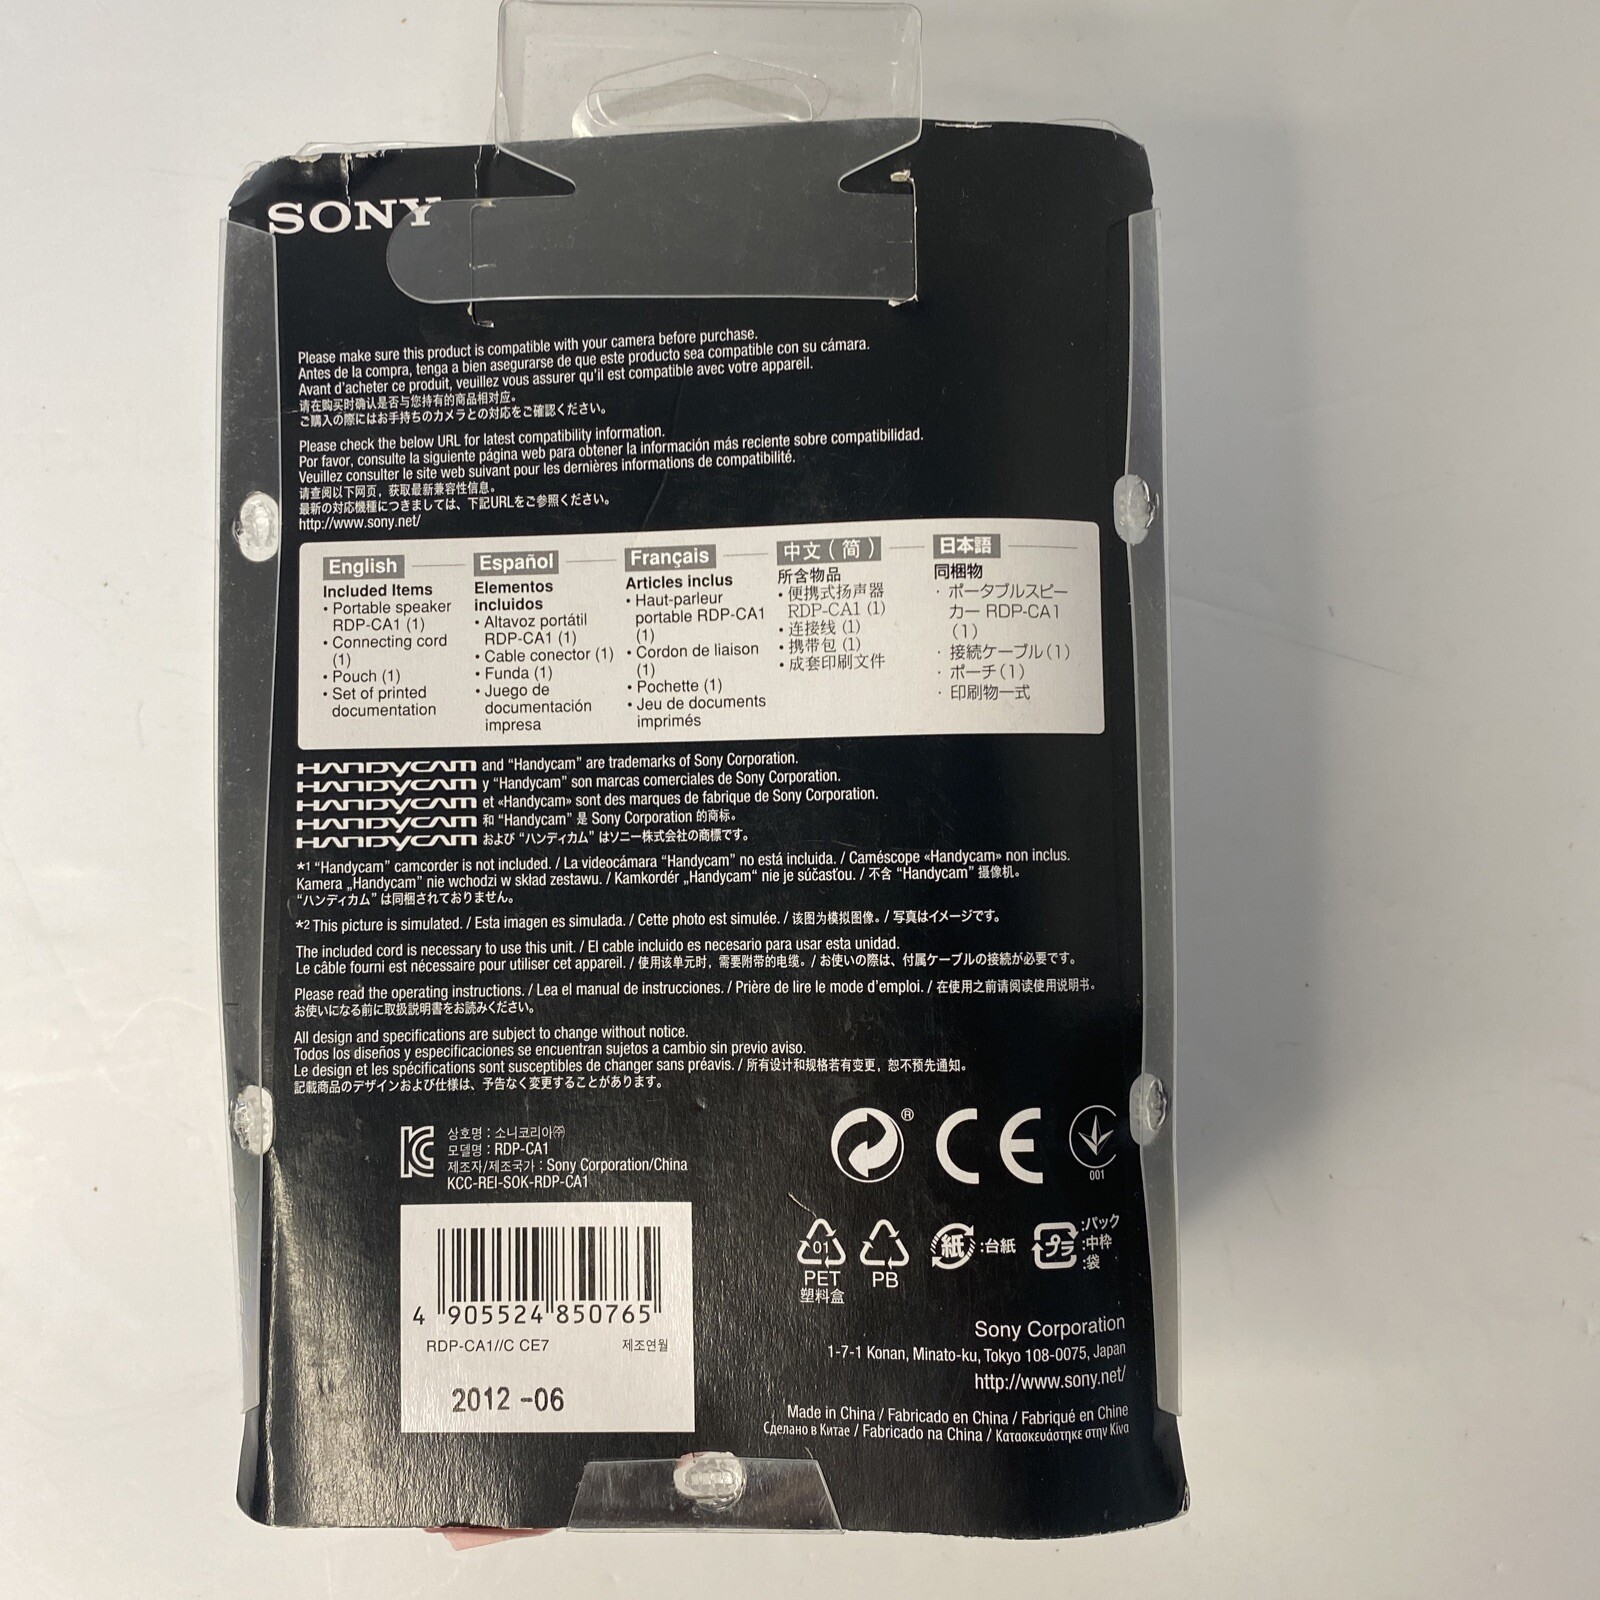 SONY
Please make sure this product is compatible with your camera before purchase.
Antes de la compra, tenga a bien asegurarse de que este producto sea compatible con su cámara.
Avant d'acheter ce produit, veuillez vous assurer qu'il est compatible avec votre appareil.
请在购买时确认是否与您持有的商品相对应。
ご購入の際にはお手持ちのカメラとの対応をご確認ください。
Please check the below URL for latest compatibility information.
Por favor, consulte la siguiente página web para obtener la información más reciente sobre compatibilidad.
Veuillez consulter le site web suivant pour les dernières informations de compatibilité.
请查阅以下网页，获取最新兼容性信息。
最新の対応機種につきましては、下記URLをご参照ください。
http://www.sony.net/
English
Included Items
• Portable speaker
RDP-CA1 (1)
• Connecting cord
(1)
• Pouch (1)
• Set of printed
documentation
Español
Elementos
incluidos
• Altavoz portátil
RDP-CA1 (1)
• Cable conector (1)
• Funda (1)
• Juego de
documentación
impresa
Français
Articles inclus
• Haut-parleur
portable RDP-CA1
(1)
• Cordon de liaison
(1)
• Pochette (1)
• Jeu de documents
imprimés
中文（简）
所含物品
• 便携式扬声器
RDP-CA1 (1)
• 连接线 (1)
• 携带包 (1)
• 成套印刷文件
日本語
同梱物
・ポータブルスピー
カー RDP-CA1
（1）
・接続ケーブル（1）
・ポーチ（1）
・印刷物一式
HANDYCAM and “Handycam” are trademarks of Sony Corporation.
HANDYCAM y “Handycam” son marcas comerciales de Sony Corporation.
HANDYCAM et «Handycam» sont des marques de fabrique de Sony Corporation.
HANDYCAM 和 “Handycam” 是 Sony Corporation 的商标。
HANDYCAM および “ハンディカム” はソニー株式会社の商標です。
*1 “Handycam” camcorder is not included. / La videocámara “Handycam” no está incluida. / Caméscope «Handycam» non inclus.
Kamera „Handycam” nie wchodzi w skład zestawu. / Kamkordér „Handycam“ nie je súčasťou. / 不含 “Handycam” 摄像机。
“ハンディカム” は同梱されておりません。
*2 This picture is simulated. / Esta imagen es simulada. / Cette photo est simulée. / 该图为模拟图像。/ 写真はイメージです。
The included cord is necessary to use this unit. / El cable incluido es necesario para usar esta unidad.
Le câble fourni est nécessaire pour utiliser cet appareil. / 使用该单元时，需要附带的电缆。/ お使いの際は、付属ケーブルの接続が必要です。
Please read the operating instructions. / Lea el manual de instrucciones. / Prière de lire le mode d'emploi. / 在使用之前请阅读使用说明书。
お使いになる前に取扱説明書をお読みください。
All design and specifications are subject to change without notice.
Todos los diseños y especificaciones se encuentran sujetos a cambio sin previo aviso.
Le design et les spécifications sont susceptibles de changer sans préavis. / 所有设计和规格若有变更，恕不预先通知。
記載商品のデザインおよび仕様は、予告なく変更することがあります。
상호명 : 소니코리아㈜
모델명 : RDP-CA1
제조자/제조국가 : Sony Corporation/China
KCC-REI-SOK-RDP-CA1
® CE
001
4 905524 850765
RDP-CA1//C CE7 제조연월
2012 -06
01
PET
塑料盒
PB
紙 :台紙
プラ :パック
:中枠
:袋
Sony Corporation
1-7-1 Konan, Minato-ku, Tokyo 108-0075, Japan
http://www.sony.net/
Made in China / Fabricado en China / Fabriqué en Chine
Сделано в Китае / Fabricado na China / Κατασκευάστηκε στην Κίνα